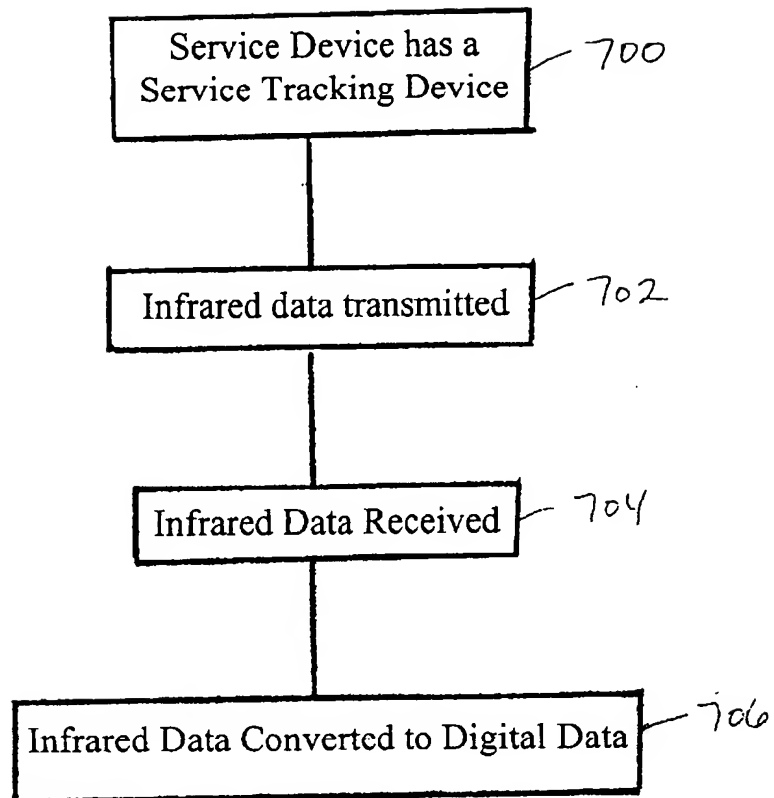 Service Device has a
Service Tracking Device
700
Infrared data transmitted
702
Infrared Data Received
704
Infrared Data Converted to Digital Data
706